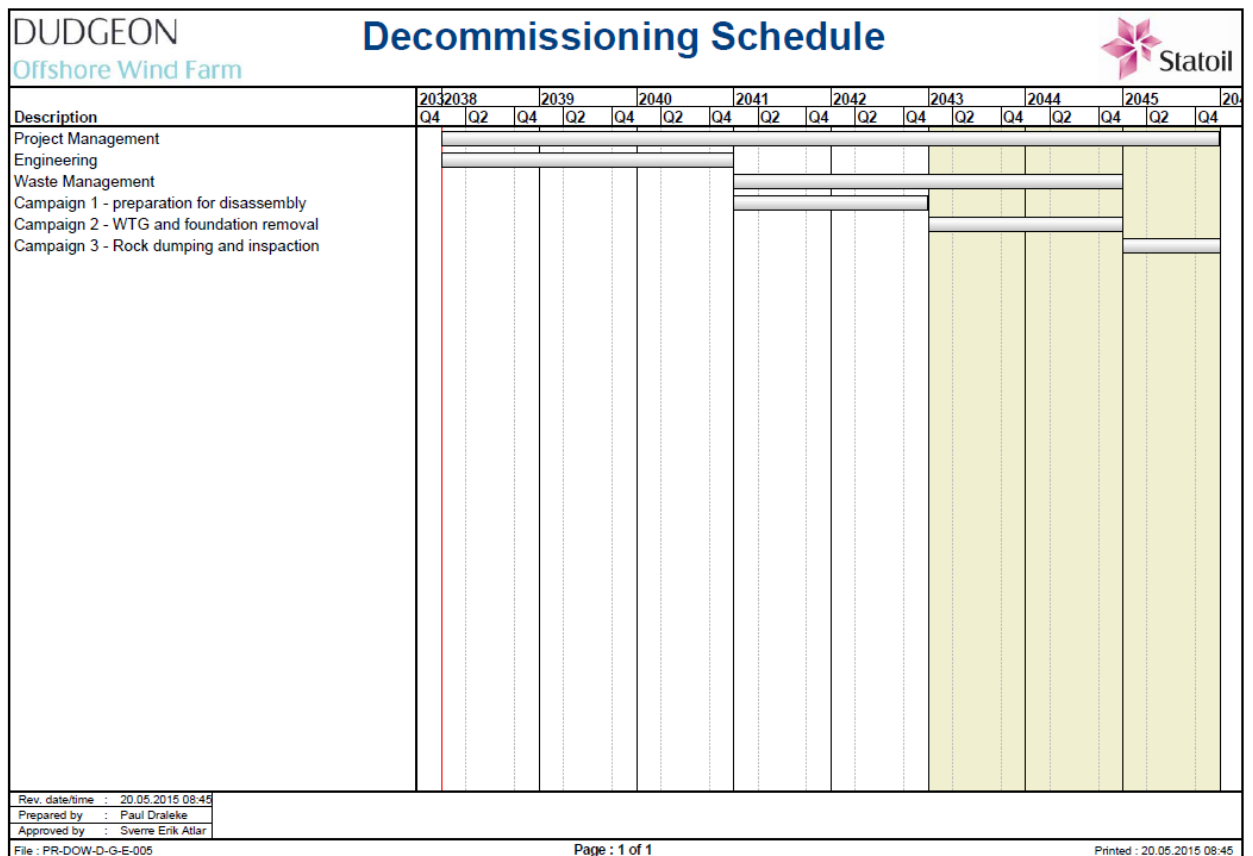 DUDGEON
Offshore Wind Farm
Decommissioning Schedule
Statoil
Description
2032038 2039 2040 2041 2042 2043 2044 2045 204
Q4 Q2 Q4 Q2 Q4 Q2 Q4 Q2 Q4 Q2 Q4 Q2 Q4 Q2 Q4 Q2 Q4
Project Management
Engineering
Waste Management
Campaign 1 - preparation for disassembly
Campaign 2 - WTG and foundation removal
Campaign 3 - Rock dumping and inspaction
Rev. date/time : 20.05.2015 08:45
Prepared by : Paul Draleke
Approved by : Sverre Erik Atlar
File : PR-DOW-D-G-E-005
Page : 1 of 1
Printed : 20.05.2015 08:45